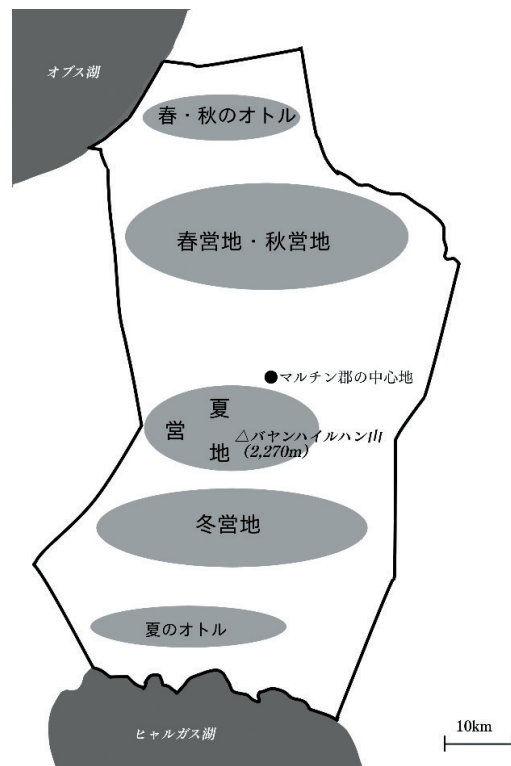 オブス湖
春・秋のオトル
春営地・秋営地
●マルチン郡の中心地
夏
営
地
△バヤンハイルハン山
(2,270m)
冬営地
夏のオトル
ヒャルガス湖
10km